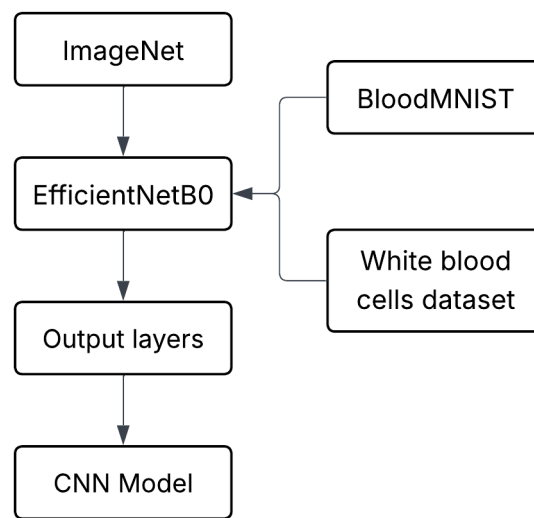 ImageNet
BloodMNIST
EfficientNetB0
White blood
cells dataset
Output layers
CNN Model